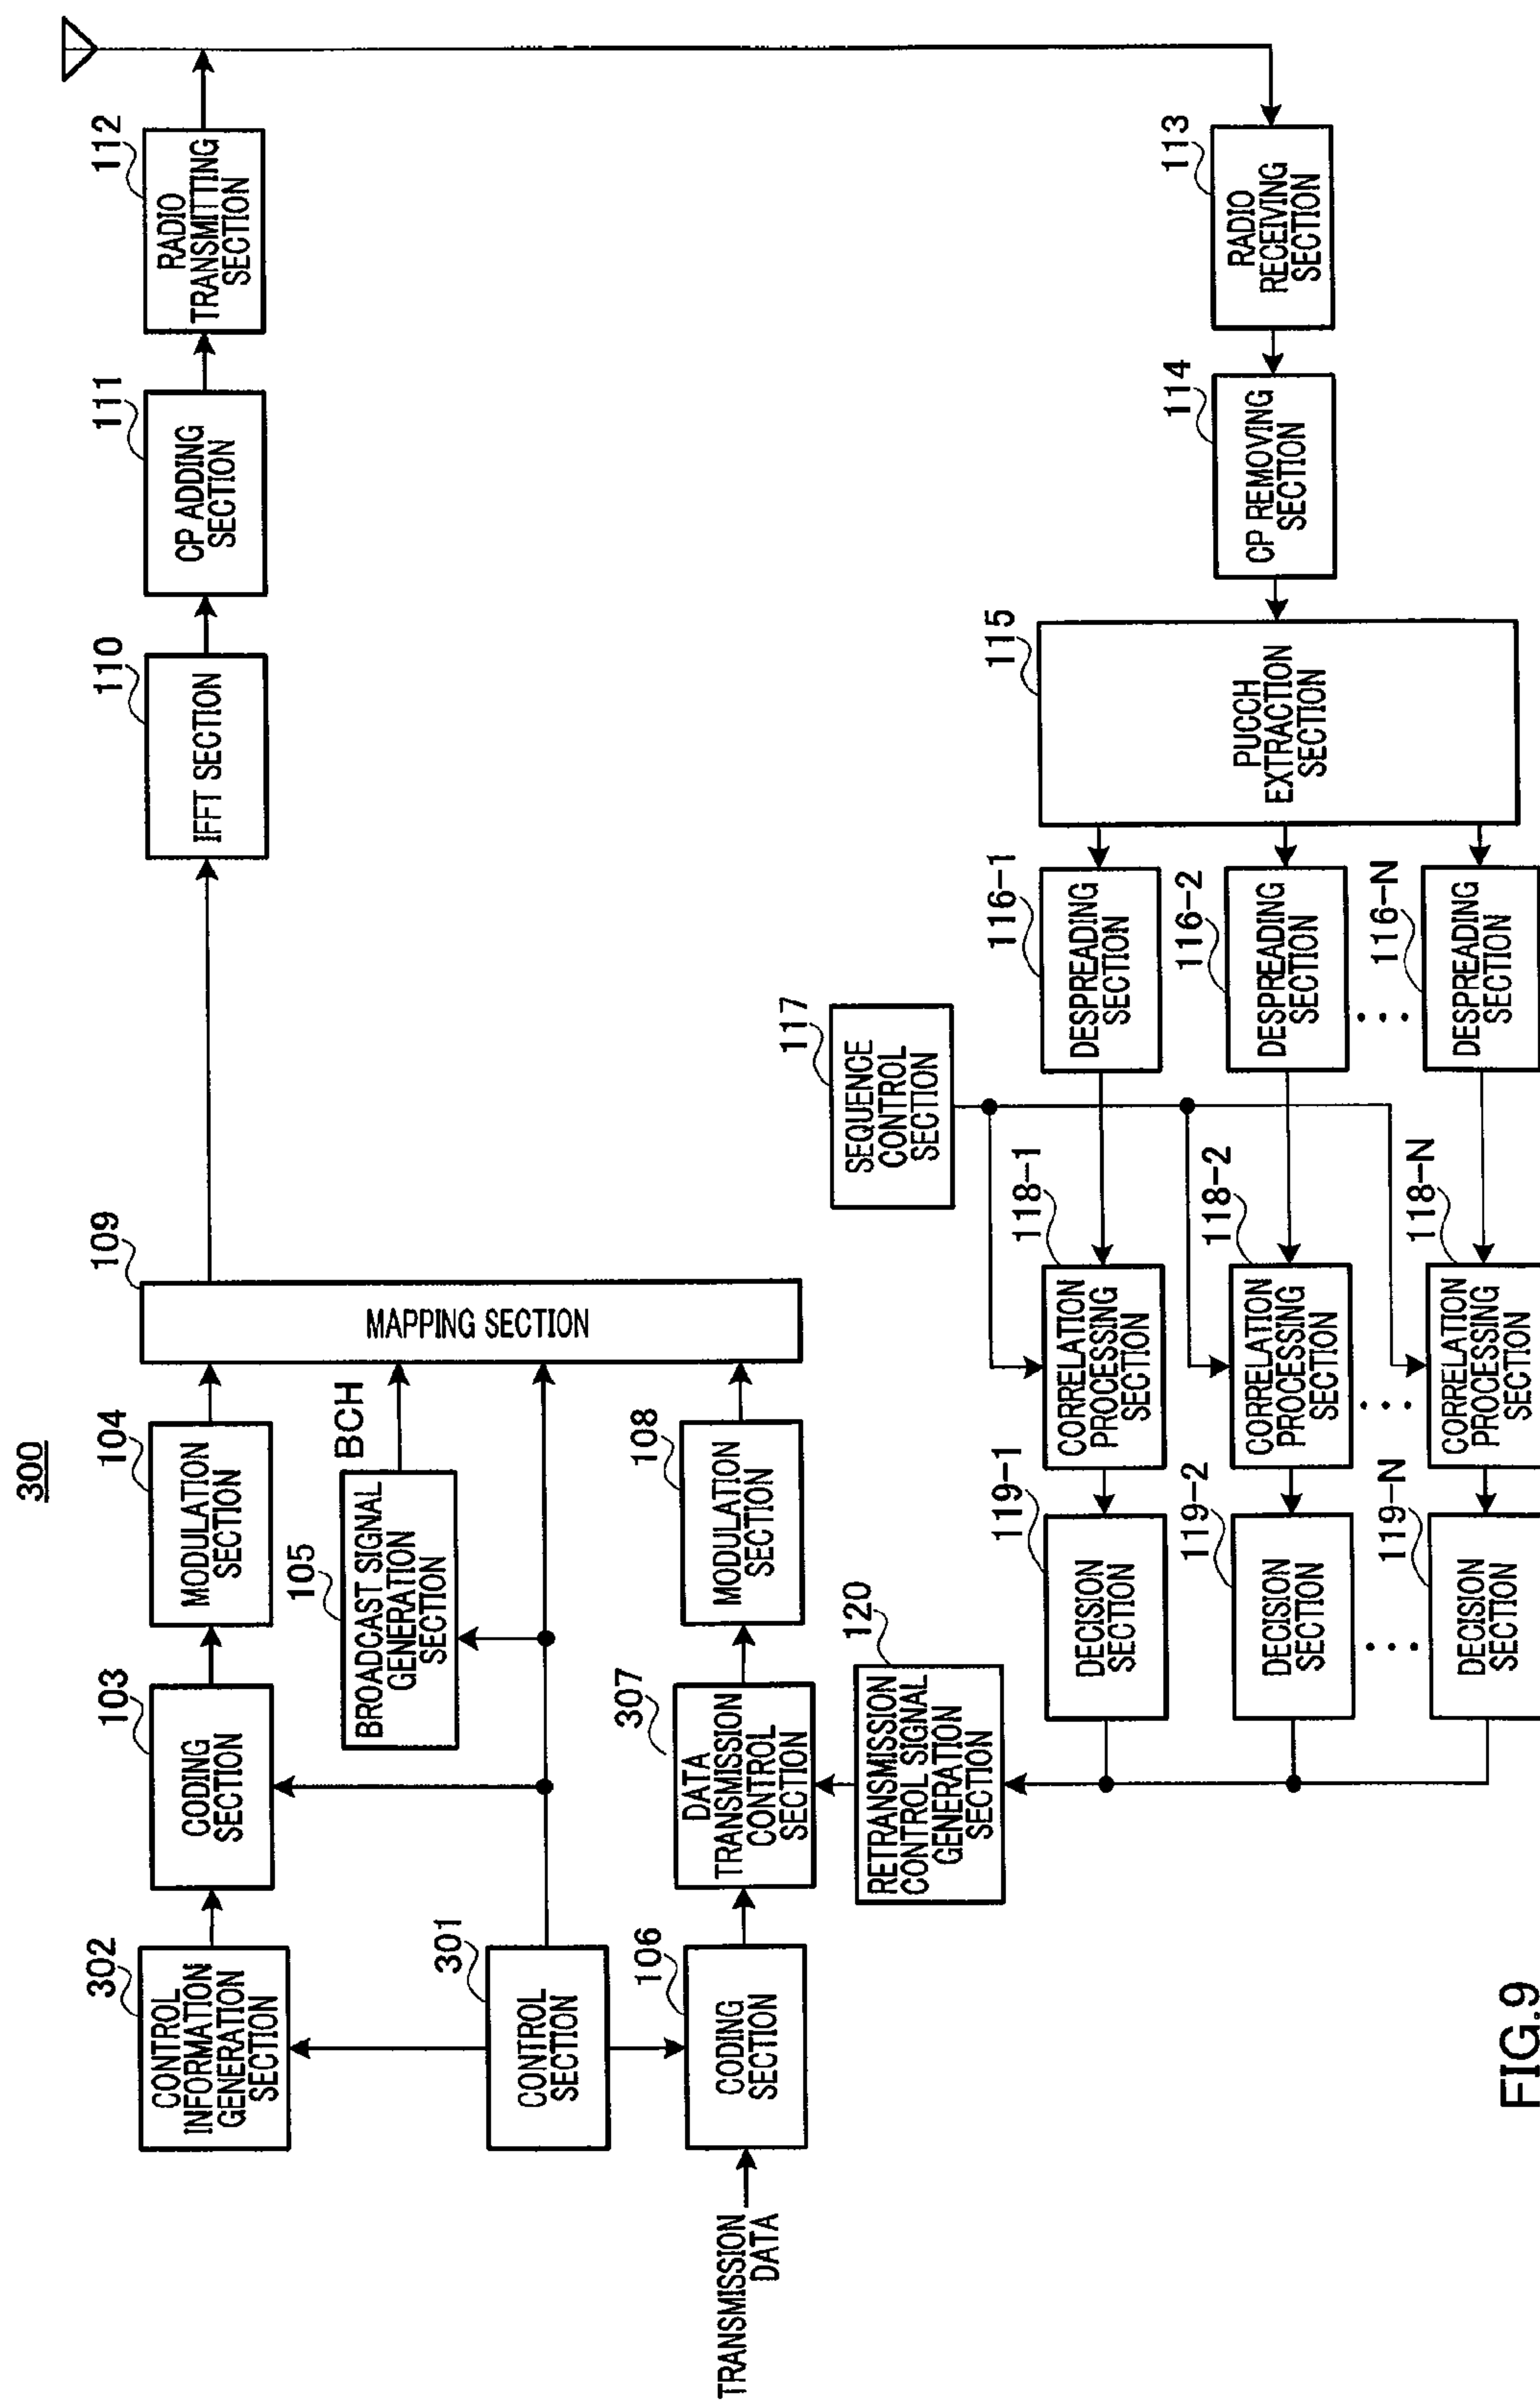 300
302
CONTROL
INFORMATION
GENERATION
SECTION
103
CODING
SECTION
104
MODULATION
SECTION
109
MAPPING SECTION
110
IFFT SECTION
111
CP ADDING
SECTION
112
RADIO
TRANSMITTING
SECTION
105
BROADCAST SIGNAL
GENERATION
SECTION
BCH
301
CONTROL
SECTION
TRANSMISSION
DATA
106
CODING
SECTION
307
DATA
TRANSMISSION
CONTROL
SECTION
108
MODULATION
SECTION
120
RETRANSMISSION
CONTROL SIGNAL
GENERATION
SECTION
117
SEQUENCE
CONTROL
SECTION
119-1
DECISION
SECTION
118-1
CORRELATION
PROCESSING
SECTION
116-1
DESPREADING
SECTION
115
PUCCH
EXTRACTION
SECTION
114
CP REMOVING
SECTION
113
RADIO
RECEIVING
SECTION
119-2
DECISION
SECTION
118-2
CORRELATION
PROCESSING
SECTION
116-2
DESPREADING
SECTION
119-N
DECISION
SECTION
118-N
CORRELATION
PROCESSING
SECTION
116-N
DESPREADING
SECTION
FIG.9